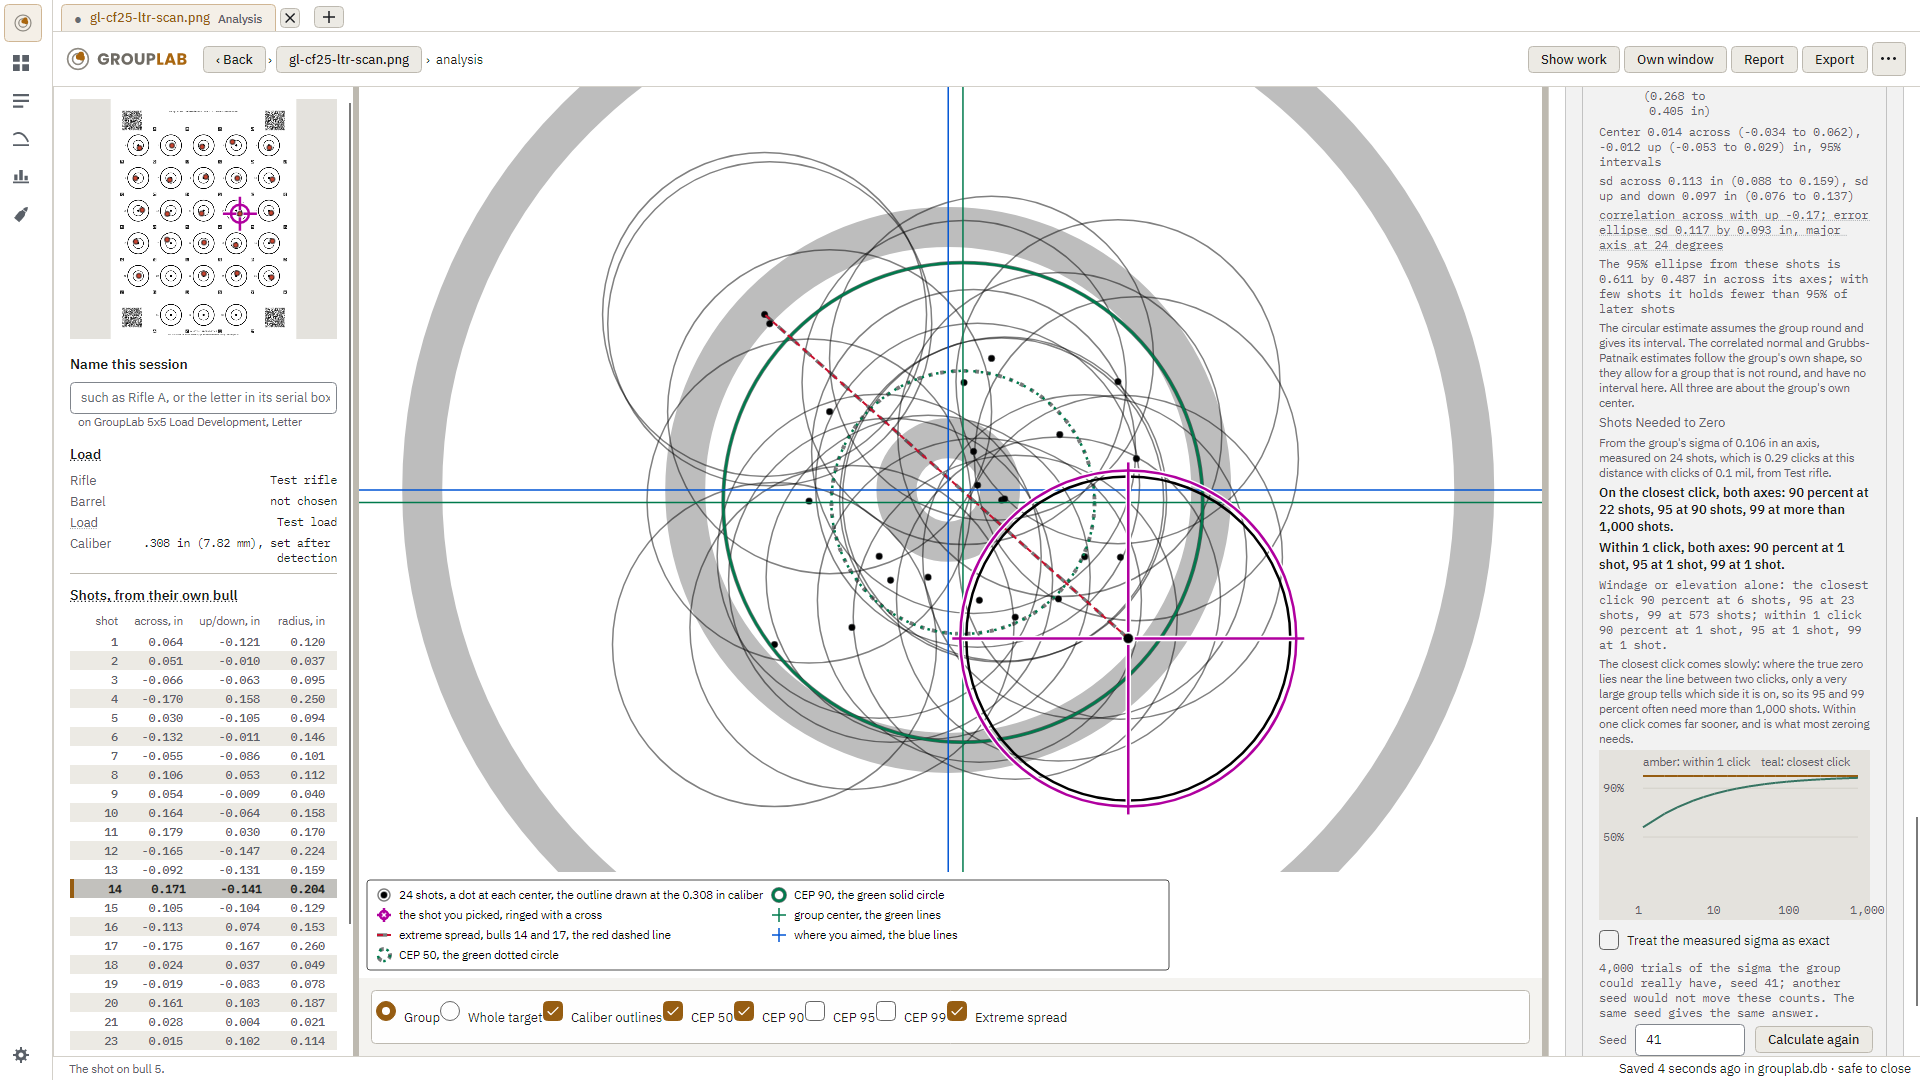 gl-cf25-ltr-scan.png Analysis
GROUPLAB
‹ Back › gl-cf25-ltr-scan.png › analysis
Show work Own window Report Export
Name this session
such as Rifle A, or the letter in its serial box
on GroupLab 5x5 Load Development, Letter
Load
Rifle Test rifle
Barrel not chosen
Load Test load
Caliber .308 in (7.82 mm), set after
detection
Shots, from their own bull
shot across, in up/down, in radius, in
1 0.064 -0.121 0.120
2 0.051 -0.010 0.037
3 -0.066 -0.063 0.095
4 -0.170 0.158 0.250
5 0.030 -0.105 0.094
6 -0.132 -0.011 0.146
7 -0.055 -0.086 0.101
8 0.106 0.053 0.112
9 0.054 -0.009 0.040
10 0.164 -0.064 0.158
11 0.179 0.030 0.170
12 -0.165 -0.147 0.224
13 -0.092 -0.131 0.159
14 0.171 -0.141 0.204
15 0.105 -0.104 0.129
16 -0.113 0.074 0.153
17 -0.175 0.167 0.260
18 0.024 0.037 0.049
19 -0.019 -0.083 0.078
20 0.161 0.103 0.187
21 0.028 0.004 0.021
23 0.015 0.102 0.114
24 shots, a dot at each center, the outline drawn at the 0.308 in caliber
the shot you picked, ringed with a cross
extreme spread, bulls 14 and 17, the red dashed line
CEP 50, the green dotted circle
CEP 90, the green solid circle
group center, the green lines
where you aimed, the blue lines
Group Whole target Caliber outlines CEP 50 CEP 90 CEP 95 CEP 99 Extreme spread
(0.268 to
0.405 in)
Center 0.014 across (-0.034 to 0.062),
-0.012 up (-0.053 to 0.029) in, 95%
intervals
sd across 0.113 in (0.088 to 0.159), sd
up and down 0.097 in (0.076 to 0.137)
correlation across with up -0.17; error
ellipse sd 0.117 by 0.093 in, major
axis at 24 degrees
The 95% ellipse from these shots is
0.611 by 0.487 in across its axes; with
few shots it holds fewer than 95% of
later shots
The circular estimate assumes the group round and
gives its interval. The correlated normal and Grubbs-
Patnaik estimates follow the group's own shape, so
they allow for a group that is not round, and have no
interval here. All three are about the group's own
center.
Shots Needed to Zero
From the group's sigma of 0.106 in an axis,
measured on 24 shots, which is 0.29 clicks at this
distance with clicks of 0.1 mil, from Test rifle.
On the closest click, both axes: 90 percent at
22 shots, 95 at 90 shots, 99 at more than
1,000 shots.
Within 1 click, both axes: 90 percent at 1
shot, 95 at 1 shot, 99 at 1 shot.
Windage or elevation alone: the closest
click 90 percent at 6 shots, 95 at 23
shots, 99 at 573 shots; within 1 click
90 percent at 1 shot, 95 at 1 shot, 99
at 1 shot.
The closest click comes slowly: where the true zero
lies near the line between two clicks, only a very
large group tells which side it is on, so its 95 and 99
percent often need more than 1,000 shots. Within
one click comes far sooner, and is what most zeroing
needs.
amber: within 1 click teal: closest click
90%
50%
1 10 100 1,000
Treat the measured sigma as exact
4,000 trials of the sigma the group
could really have, seed 41; another
seed would not move these counts. The
same seed gives the same answer.
Seed 41 Calculate again
The shot on bull 5.
Saved 4 seconds ago in grouplab.db · safe to close